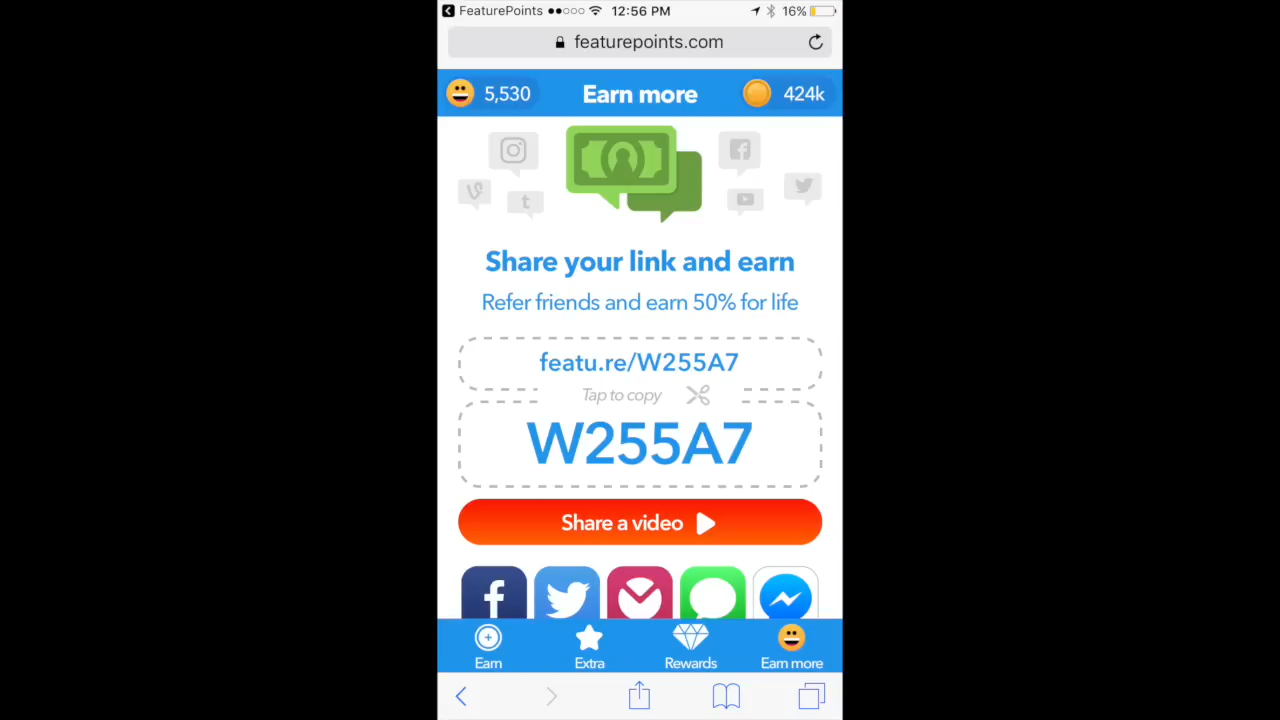 FeaturePoints 12:56 PM 16%
featurepoints.com
5,530 Earn more 424k
Share your link and earn
Refer friends and earn 50% for life
featu.re/W255A7
Tap to copy
W255A7
Share a video
Earn Extra Rewards Earn more